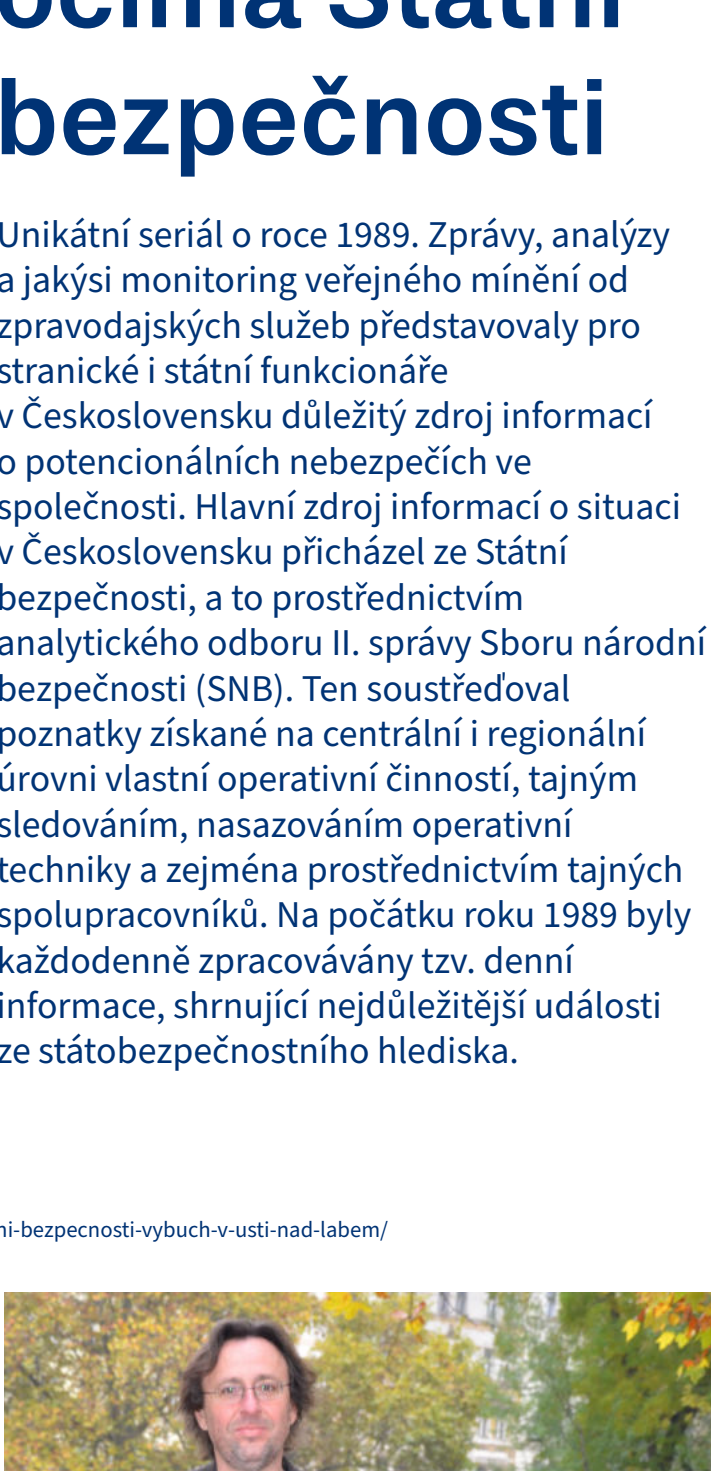 očima Státní
bezpečnosti
Unikátní seriál o roce 1989. Zprávy, analýzy
a jakýsi monitoring veřejného mínění od
zpravodajských služeb představovaly pro
stranické i státní funkcionáře
v Československu důležitý zdroj informací
o potencionálních nebezpečích ve
společnosti. Hlavní zdroj informací o situaci
v Československu přicházel ze Státní
bezpečnosti, a to prostřednictvím
analytického odboru II. správy Sboru národní
bezpečnosti (SNB). Ten soustřeďoval
poznatky získané na centrální i regionální
úrovni vlastní operativní činností, tajným
sledováním, nasazováním operativní
techniky a zejména prostřednictvím tajných
spolupracovníků. Na počátku roku 1989 byly
každodenně zpracovávány tzv. denní
informace, shrnující nejdůležitější události
ze státobezpečnostního hlediska.
ni-bezpecnosti-vybuch-v-usti-nad-labem/